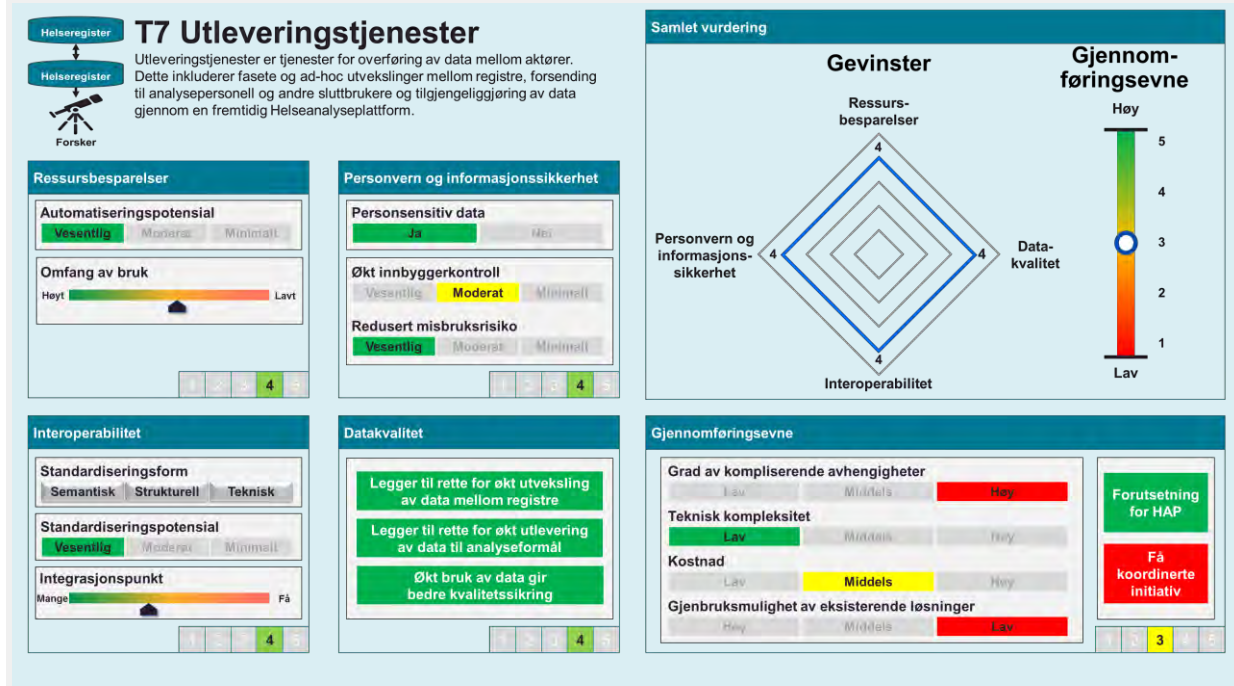 Helseregister
Helseregister
Forsker
T7 Utleveringstjenester
Utleveringstjenester er tjenester for overføring av data mellom aktører.
Dette inkluderer fasete og ad-hoc utvekslinger mellom registre, forsending
til analysepersonell og andre sluttbrukere og tilgjengeliggjøring av data
gjennom en fremtidig Helseanalyseplattform.
Ressursbesparelser
Automatiseringspotensial
Vesentlig Moderat Minimalt
Omfang av bruk
Høyt Lavt
1 2 3 4 5
Personvern og informasjonssikkerhet
Personsensitiv data
Ja Nei
Økt innbyggerkontroll
Vesentlig Moderat Minimalt
Redusert misbruksrisiko
Vesentlig Moderat Minimalt
1 2 3 4 5
Interoperabilitet
Standardiseringsform
Semantisk Strukturell Teknisk
Standardiseringspotensial
Vesentlig Moderat Minimalt
Integrasjonspunkt
Mange Få
1 2 3 4 5
Datakvalitet
Legger til rette for økt utveksling
av data mellom registre
Legger til rette for økt utlevering
av data til analyseformål
Økt bruk av data gir
bedre kvalitetssikring
1 2 3 4 5
Samlet vurdering
Gevinster
Ressurs-
besparelser
4
Personvern og
informasjons-
sikkerhet
4
4
Data-
kvalitet
4
Interoperabilitet
Gjennom-
føringsevne
Høy
5
4
3
2
1
Lav
Gjennomføringsevne
Grad av kompliserende avhengigheter
Lav Middels Høy
Teknisk kompleksitet
Lav Middels Høy
Kostnad
Lav Middels Høy
Gjenbruksmulighet av eksisterende løsninger
Høy Middels Lav
Forutsetning
for HAP
Få
koordinerte
initiativ
1 2 3 4 5